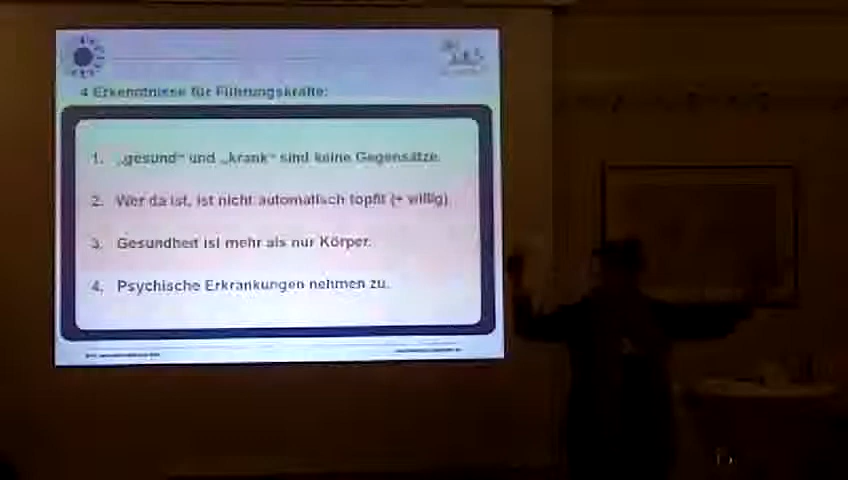 4 Erkenntnisse für Führungskräfte:
1. „gesund“ und „krank“ sind keine Gegensätze.
2. Wer da ist, ist nicht automatisch topfit (+ willig).
3. Gesundheit ist mehr als nur Körper.
4. Psychische Erkrankungen nehmen zu.